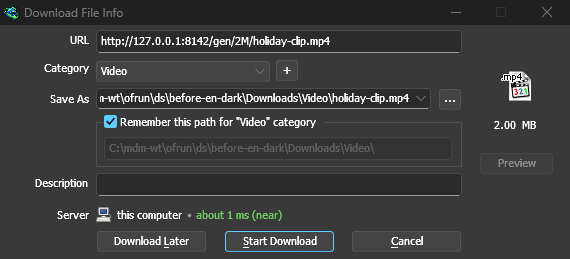 Download File Info
URL http://127.0.0.1:8142/gen/2M/holiday-clip.mp4
Category Video +
.mp4
321
Save As m-wt\ofrun\ds\before-en-dark\Downloads\Video\holiday-clip.mp4 ...
Remember this path for "Video" category
2.00 MB
C:\mdm-wt\ofrun\ds\before-en-dark\Downloads\Video\
Preview
Description
Server this computer • about 1 ms (near)
Download Later Start Download Cancel